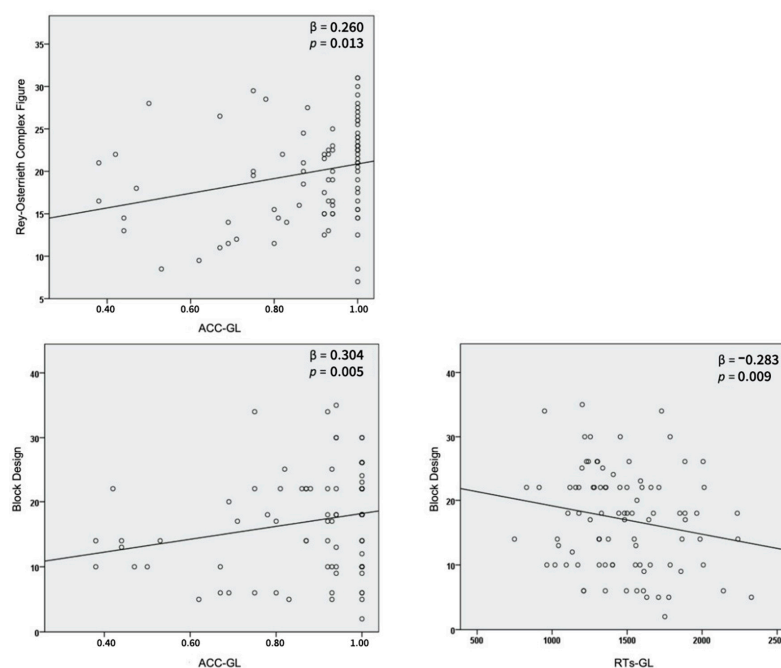 β = 0.260
p = 0.013
35
30
25
20
15
10
5
Rey-Osterrieth Complex Figure
0.40 0.60 0.80 1.00
ACC-GL
β = 0.304
p = 0.005
40
30
20
10
0
Block Design
0.40 0.60 0.80 1.00
ACC-GL
β = −0.283
p = 0.009
40
30
20
10
0
Block Design
500 1000 1500 2000 250
RTs-GL